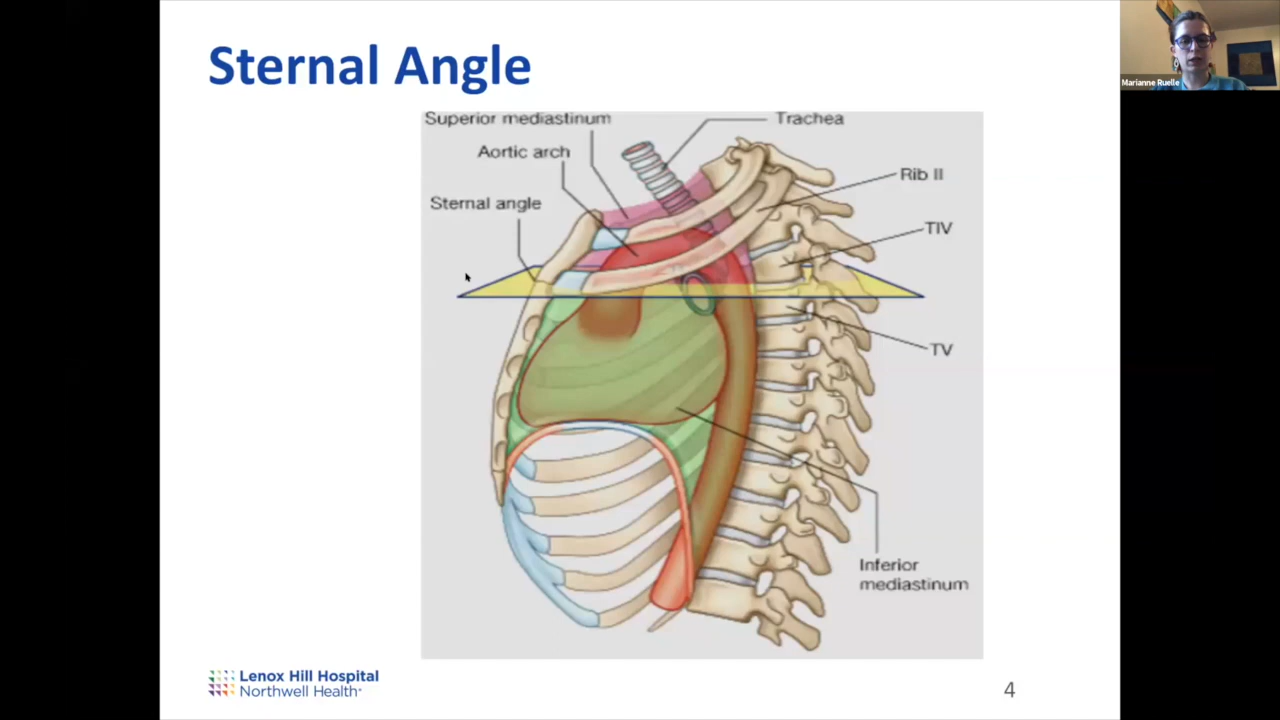 Sternal Angle
Superior mediastinum
Trachea
Aortic arch
Rib II
Sternal angle
TIV
TV
Inferior
mediastinum
Lenox Hill Hospital
Northwell Health
4
Marianne Ruelle